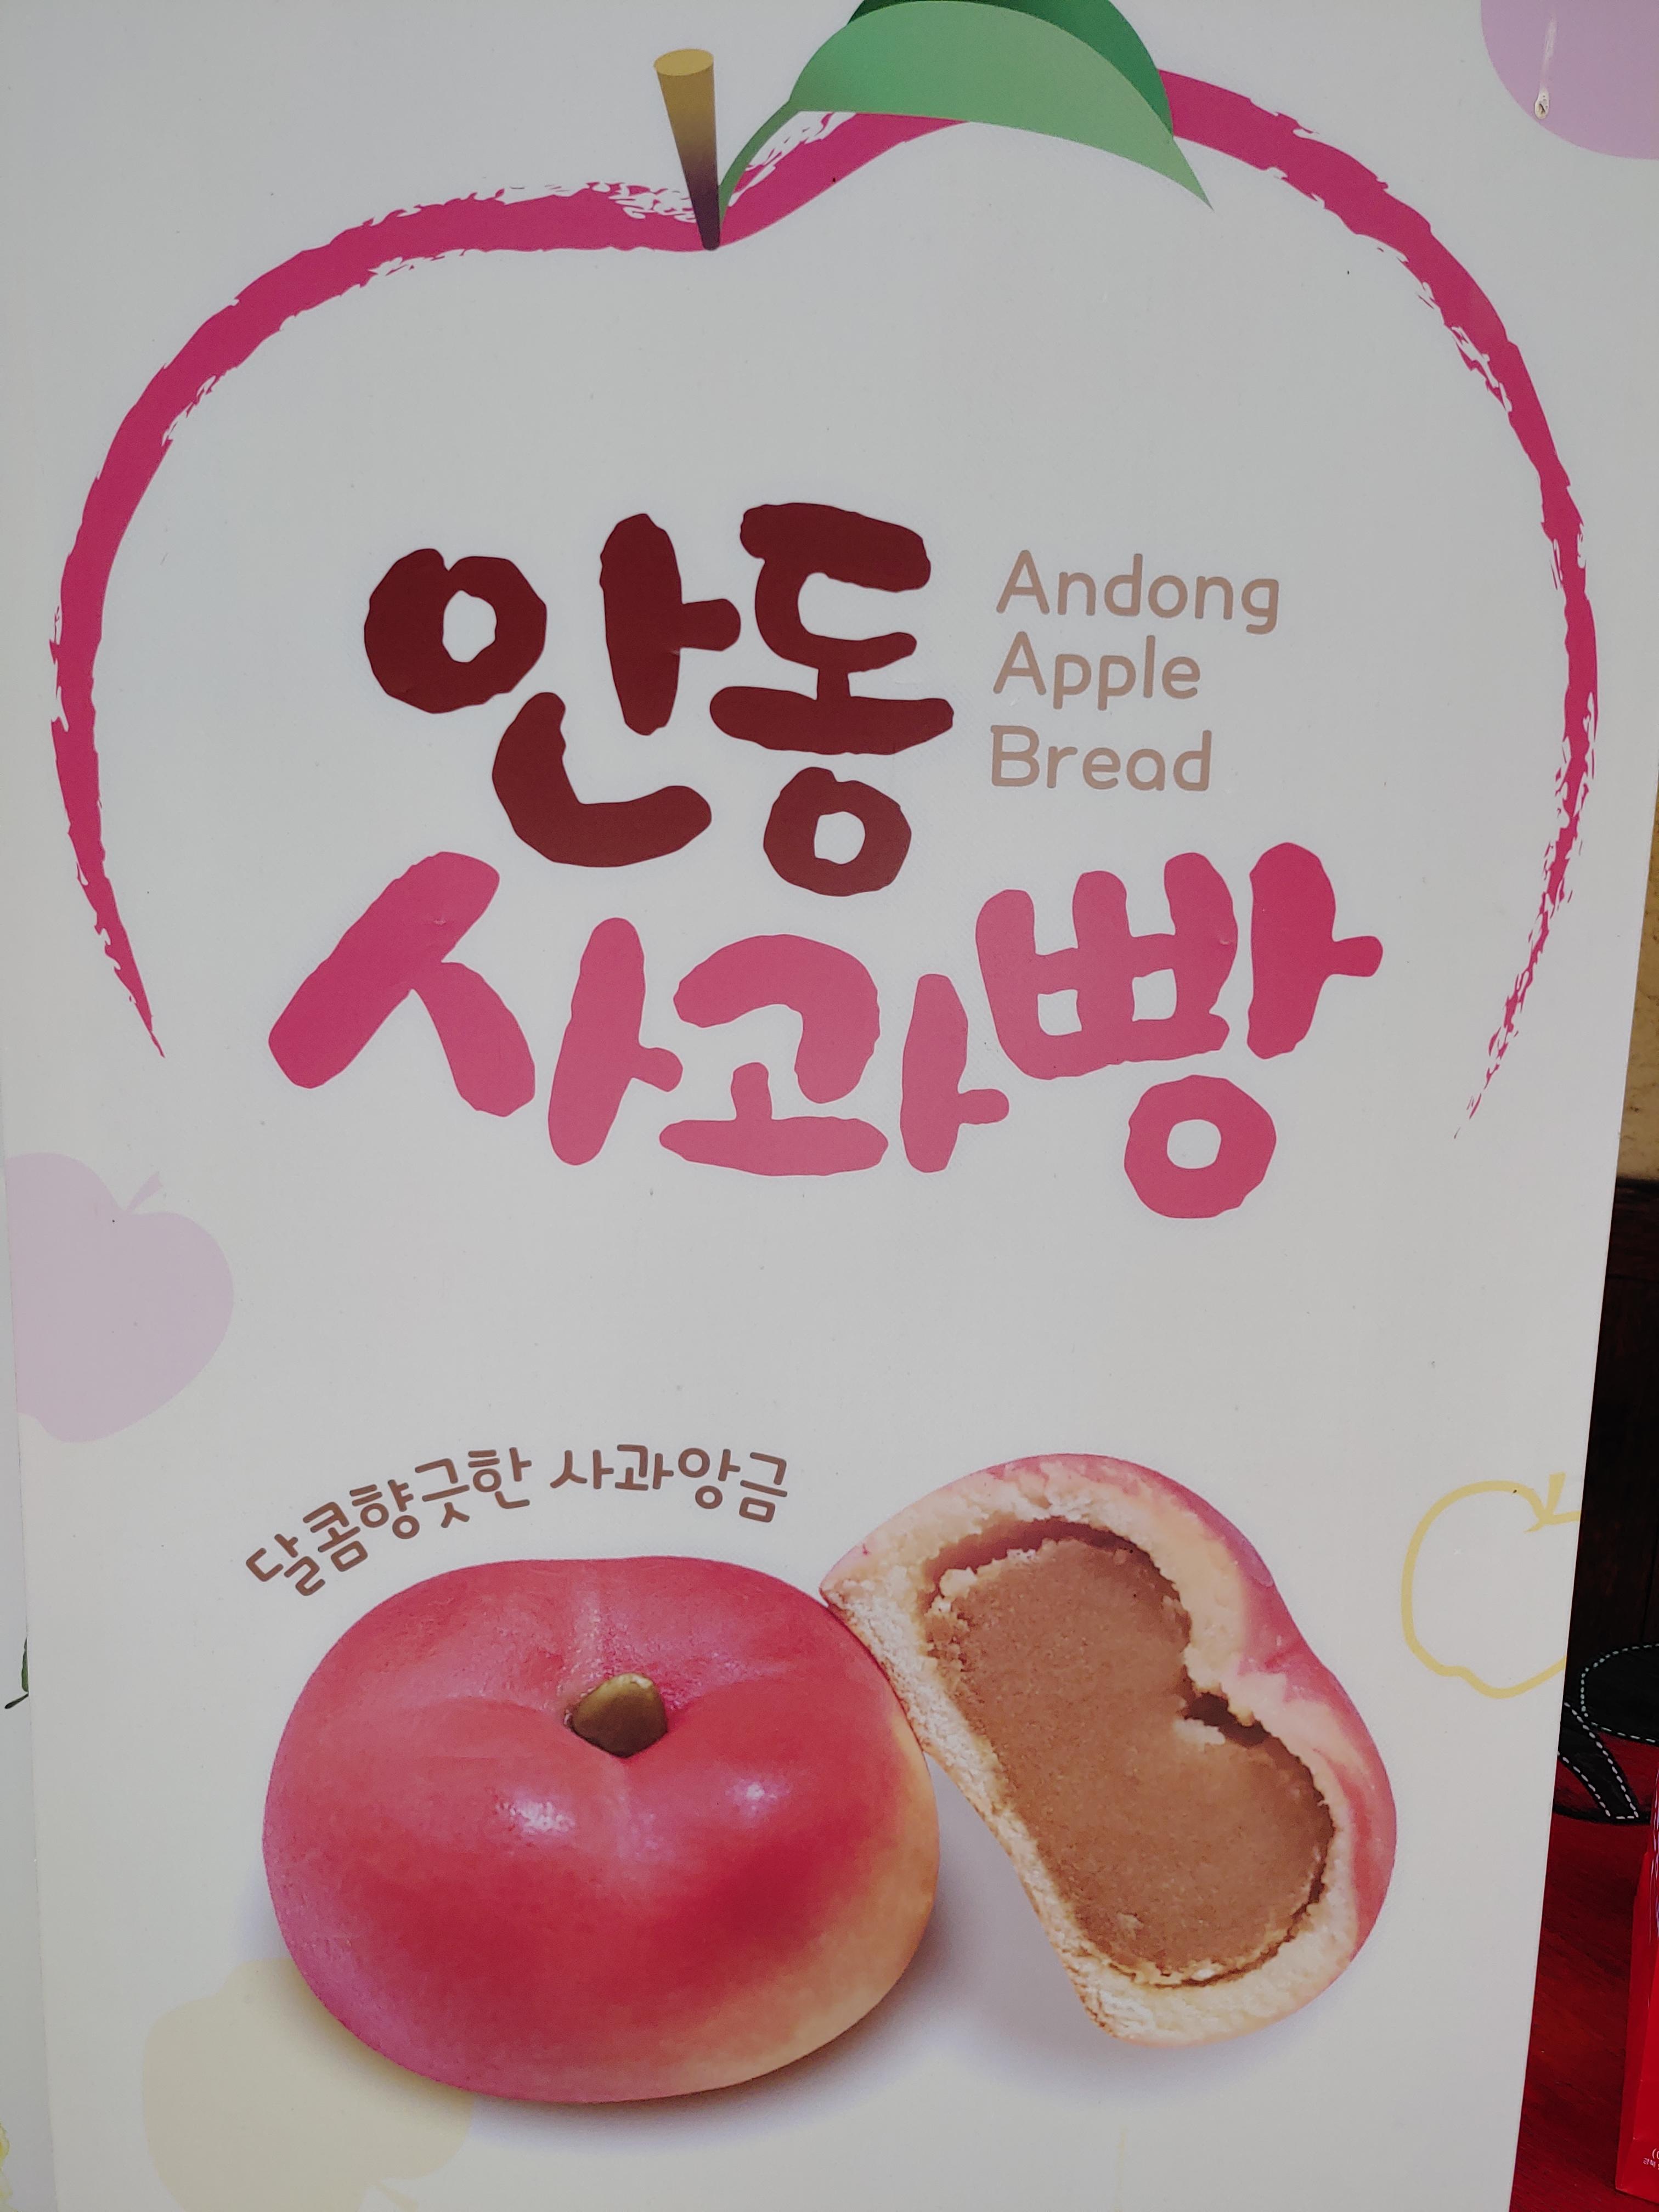 안동
Andong
Apple
Bread
사과빵
달콤향긋한 사과앙금